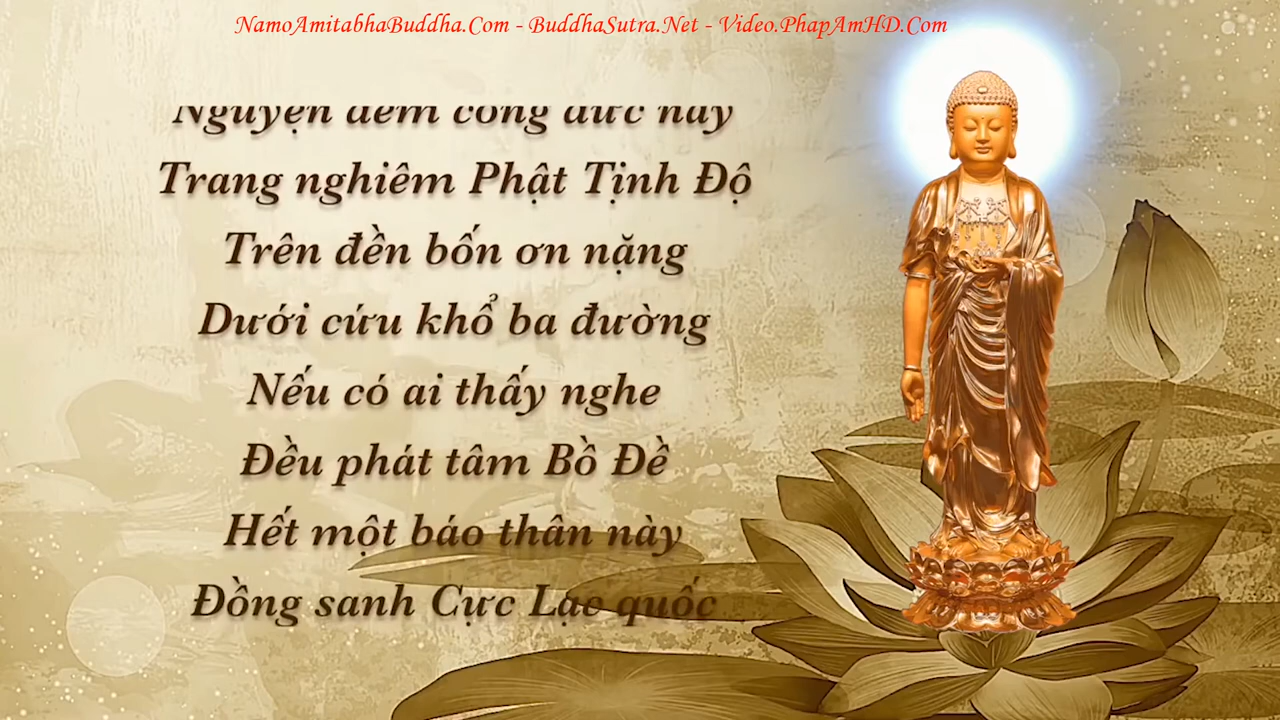 NamoAmitabhaBuddha.Com - BuddhaSutra.Net - Video.PhapAmHD.Com
Nguyện đem công đức này
Trang nghiêm Phật Tịnh Độ
Trên đền bốn ơn nặng
Dưới cứu khổ ba đường
Nếu có ai thấy nghe
Đều phát tâm Bồ Đề
Hết một báo thân này
Đồng sanh Cực Lạc quốc